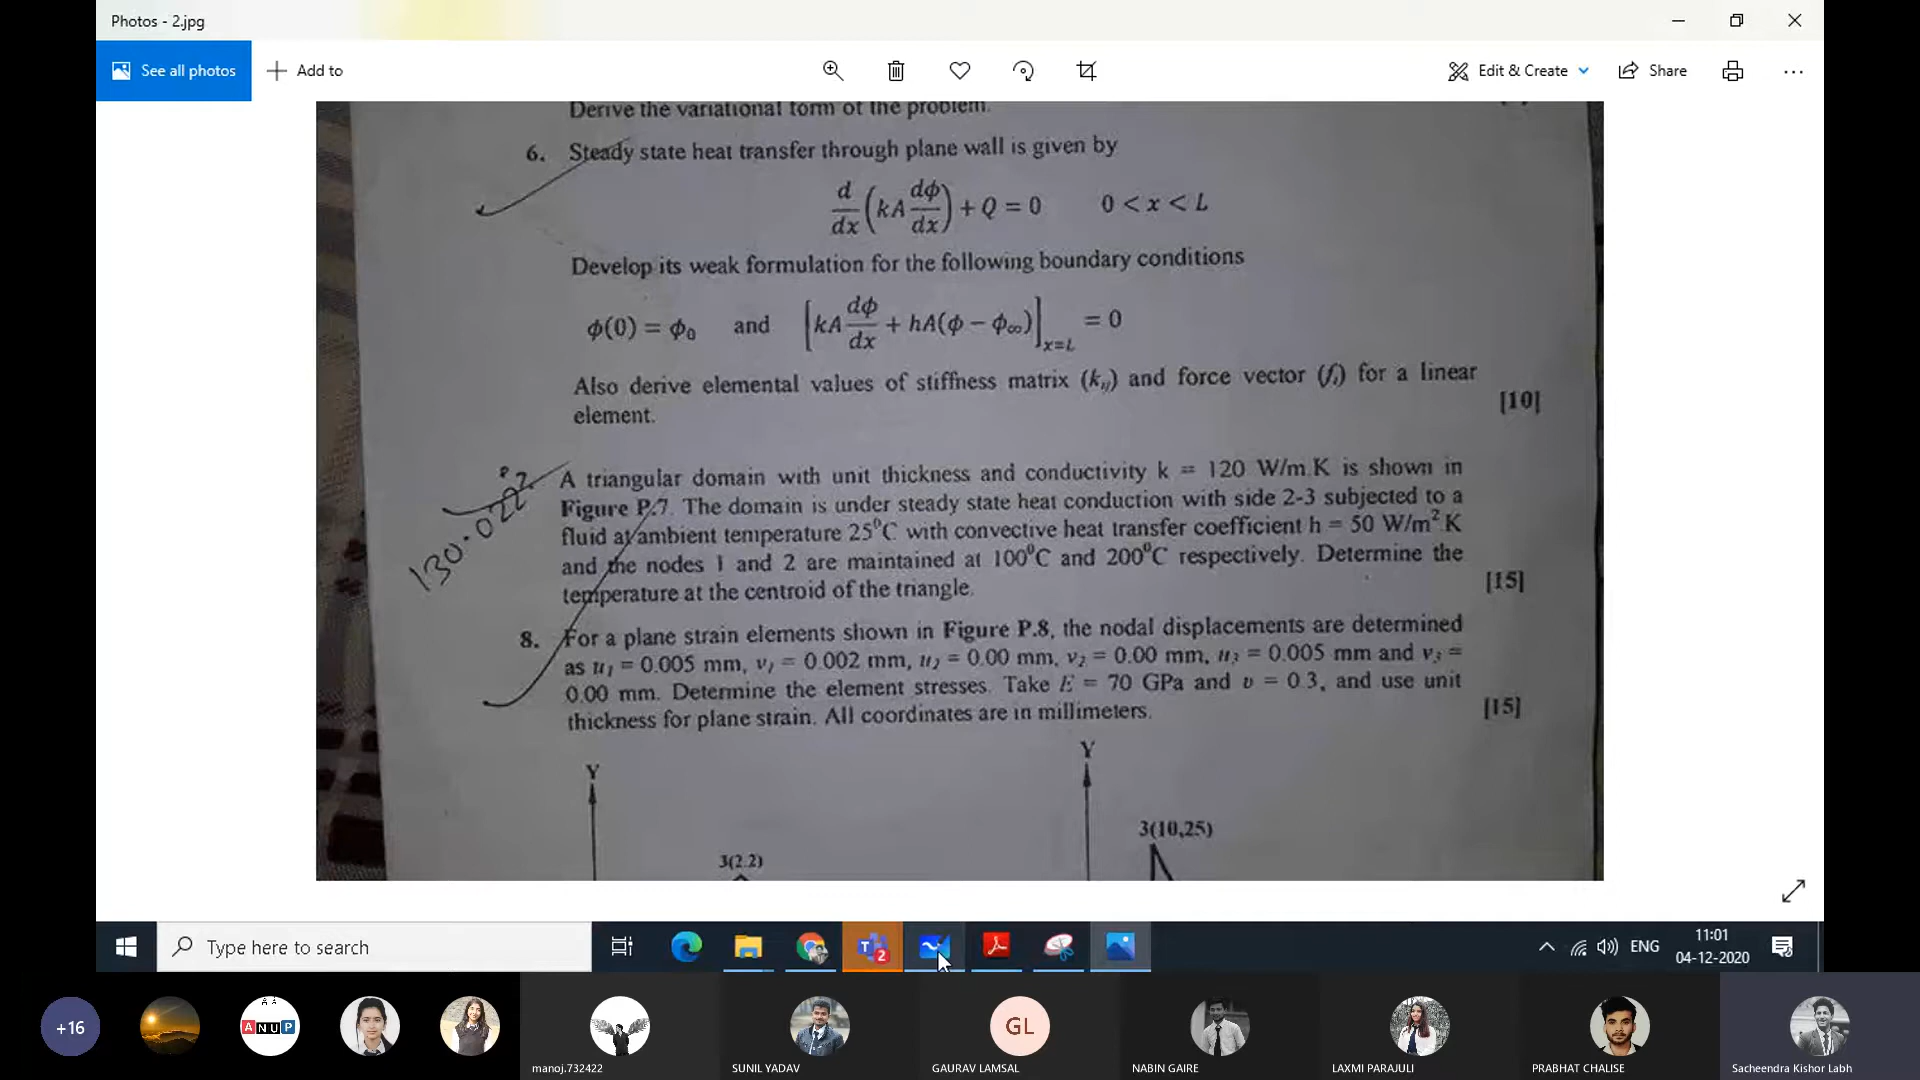 Photos - 2.jpg
See all photos
Add to
Edit & Create
Share
Derive the variational form of the problem.
6. Steady state heat transfer through plane wall is given by
d/dx (kA dϕ/dx) + Q = 0 0 < x < L
Develop its weak formulation for the following boundary conditions
ϕ(0) = ϕ0 and [kA dϕ/dx + hA(ϕ − ϕ∞)]x=L = 0
Also derive elemental values of stiffness matrix (kij) and force vector (fi) for a linear
element. [10]
130.022
7. A triangular domain with unit thickness and conductivity k = 120 W/m.K is shown in
Figure P.7. The domain is under steady state heat conduction with side 2-3 subjected to a
fluid at ambient temperature 25⁰C with convective heat transfer coefficient h = 50 W/m².K
and the nodes 1 and 2 are maintained at 100⁰C and 200⁰C respectively. Determine the
temperature at the centroid of the triangle. [15]
8. For a plane strain elements shown in Figure P.8, the nodal displacements are determined
as u1 = 0.005 mm, v1 = 0.002 mm, u2 = 0.00 mm, v2 = 0.00 mm, u3 = 0.005 mm and v3 =
0.00 mm. Determine the element stresses. Take E = 70 GPa and υ = 0.3, and use unit
thickness for plane strain. All coordinates are in millimeters. [15]
Y
Y
3(10,25)
3(2.2)
Type here to search
2
ENG
11:01
04-12-2020
+16
ANUP
GL
manoj.732422
SUNIL YADAV
GAURAV LAMSAL
NABIN GAIRE
LAXMI PARAJULI
PRABHAT CHALISE
Sacheendra Kishor Labh